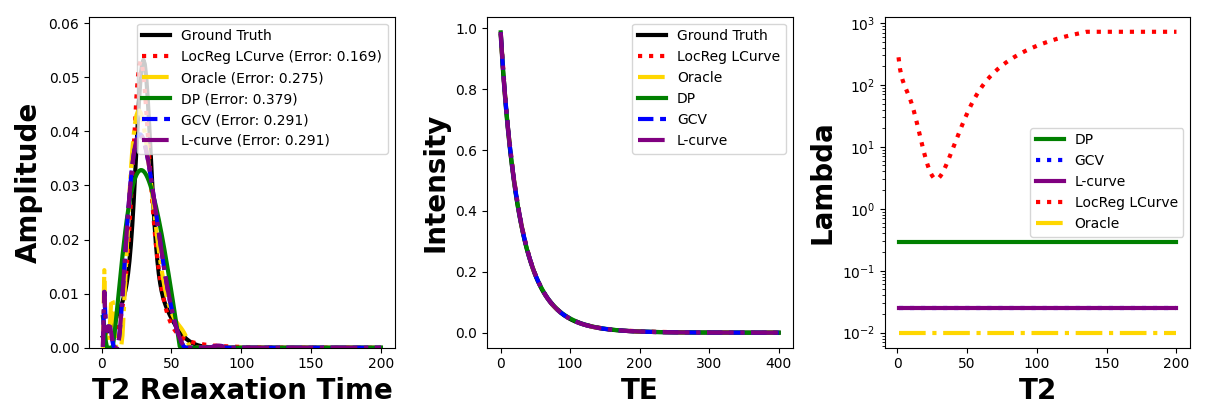 Amplitude
0.06
0.05
0.04
0.03
0.02
0.01
0.00
0
50
100
150
200
T2 Relaxation Time
Ground Truth
LocReg LCurve (Error: 0.169)
Oracle (Error: 0.275)
DP (Error: 0.379)
GCV (Error: 0.291)
L-curve (Error: 0.291)
Intensity
1.0
0.8
0.6
0.4
0.2
0.0
0
100
200
300
400
TE
Ground Truth
LocReg LCurve
Oracle
DP
GCV
L-curve
Lambda
10³
10²
10¹
10⁰
10⁻¹
10⁻²
0
50
100
150
200
T2
DP
GCV
L-curve
LocReg LCurve
Oracle